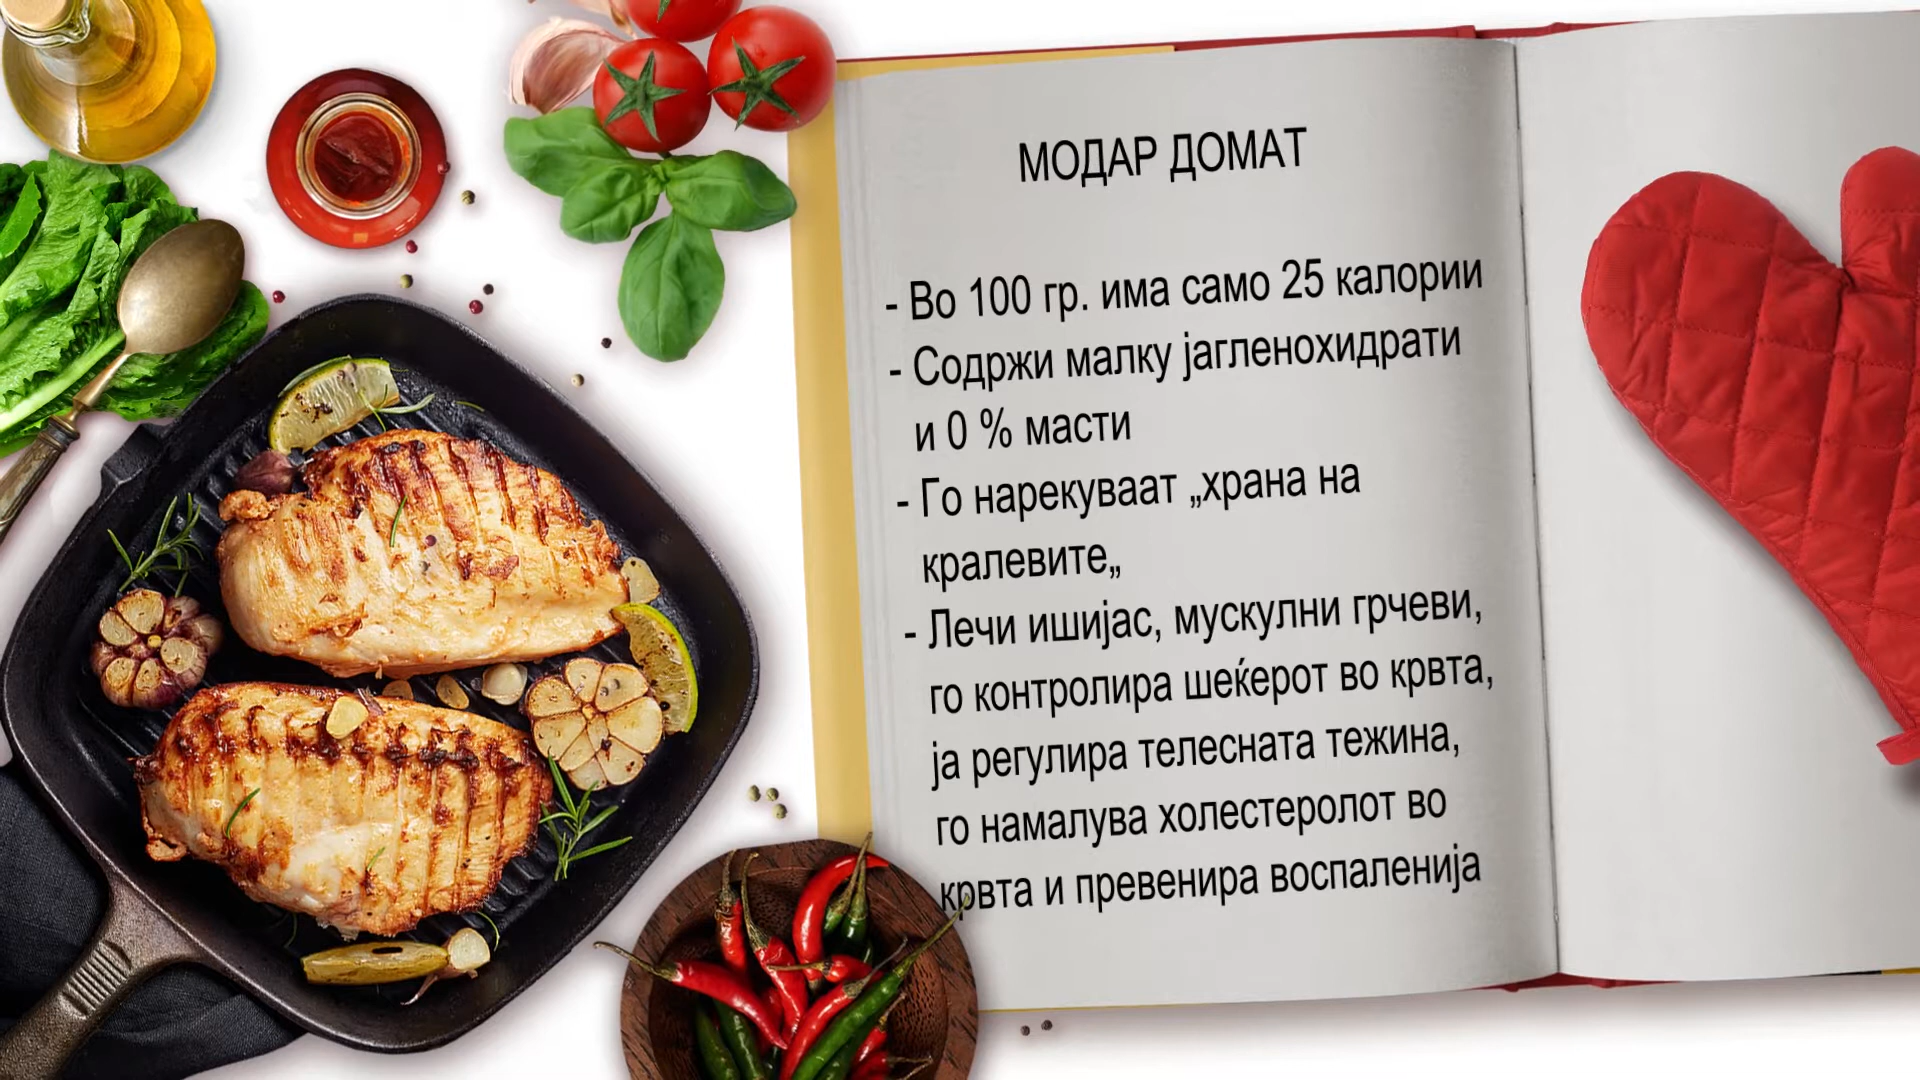 МОДАР ДОМАТ
- Во 100 гр. има само 25 калории
- Содржи малку јагленохидрати
и 0 % масти
- Го нарекуваат „храна на
кралевите„
- Лечи ишијас, мускулни грчеви,
го контролира шеќерот во крвта,
ја регулира телесната тежина,
го намалува холестеролот во
крвта и превенира воспаленија